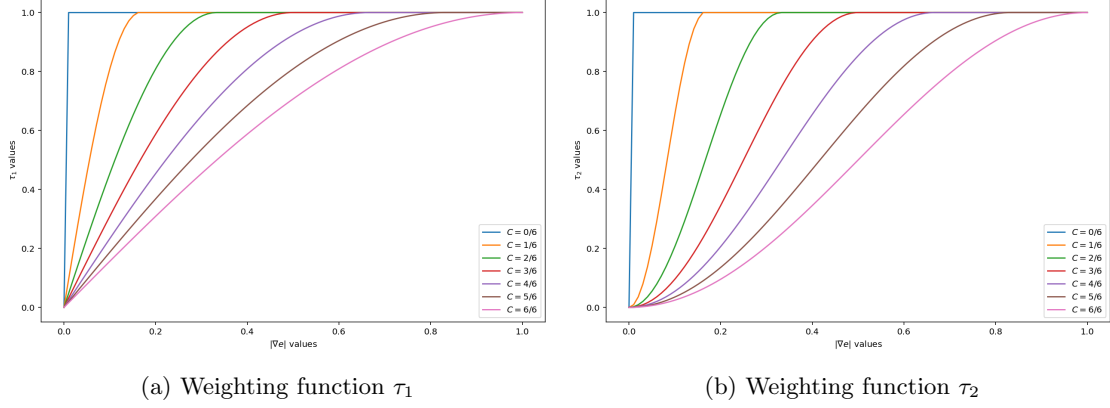 1.0
0.8
0.6
0.4
0.2
0.0
τ₁ values
0.0 0.2 0.4 0.6 0.8 1.0
|∇e| values
C = 0/6
C = 1/6
C = 2/6
C = 3/6
C = 4/6
C = 5/6
C = 6/6
(a) Weighting function τ₁
1.0
0.8
0.6
0.4
0.2
0.0
τ₂ values
0.0 0.2 0.4 0.6 0.8 1.0
|∇e| values
C = 0/6
C = 1/6
C = 2/6
C = 3/6
C = 4/6
C = 5/6
C = 6/6
(b) Weighting function τ₂